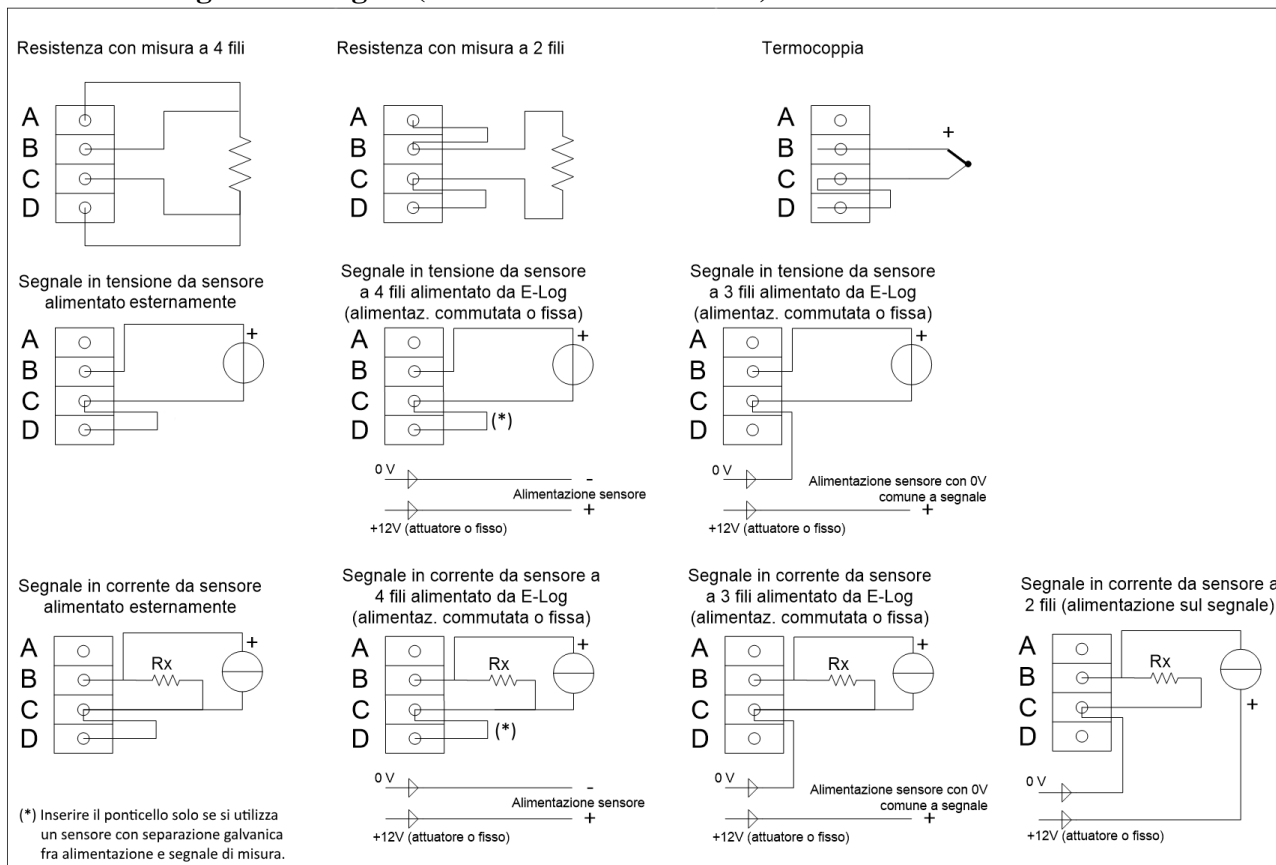 Resistenza con misura a 4 fili
A
B
C
D
Resistenza con misura a 2 fili
A
B
C
D
Termocoppia
A
B
C
D
+
Segnale in tensione da sensore
alimentato esternamente
A
B
C
D
+
Segnale in tensione da sensore
a 4 fili alimentato da E-Log
(alimentaz. commutata o fissa)
A
B
C
D
+
(*)
0 V
-
Alimentazione sensore
+
+12V (attuatore o fisso)
Segnale in tensione da sensore
a 3 fili alimentato da E-Log
(alimentaz. commutata o fissa)
A
B
C
D
+
0 V
Alimentazione sensore con 0V
comune a segnale
+
+12V (attuatore o fisso)
Segnale in corrente da sensore
alimentato esternamente
A
B
C
D
Rx
+
Segnale in corrente da sensore a
4 fili alimentato da E-Log
(alimentaz. commutata o fissa)
A
B
C
D
Rx
+
(*)
0 V
-
Alimentazione sensore
+
+12V (attuatore o fisso)
Segnale in corrente da sensore
a 3 fili alimentato da E-Log
(alimentaz. commutata o fissa)
A
B
C
D
Rx
+
0 V
Alimentazione sensore con 0V
comune a segnale
+
+12V (attuatore o fisso)
Segnale in corrente da sensore a
2 fili (alimentazione sul segnale)
A
B
C
D
Rx
+
0 V
+12V (attuatore o fisso)
(*) Inserire il ponticello solo se si utilizza
un sensore con separazione galvanica
fra alimentazione e segnale di misura.